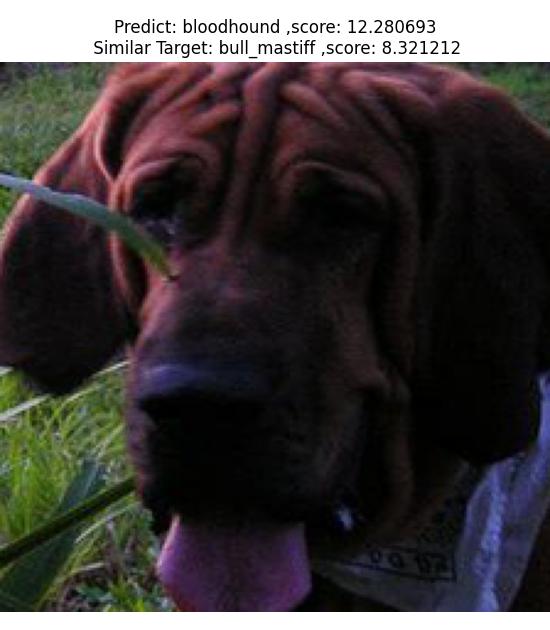 Predict: bloodhound ,score: 12.280693
Similar Target: bull_mastiff ,score: 8.321212